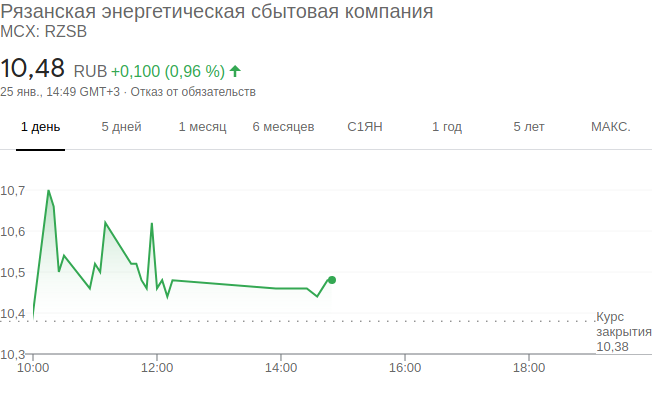 Рязанская энергетическая сбытовая компания
MCX: RZSB
10,48 RUB +0,100 (0,96 %)
25 янв., 14:49 GMT+3 · Отказ от обязательств
1 день 5 дней 1 месяц 6 месяцев С1ЯН 1 год 5 лет МАКС.
10,7
10,6
10,5
10,4
10,3
Курс
закрытия
10,38
10:00 12:00 14:00 16:00 18:00